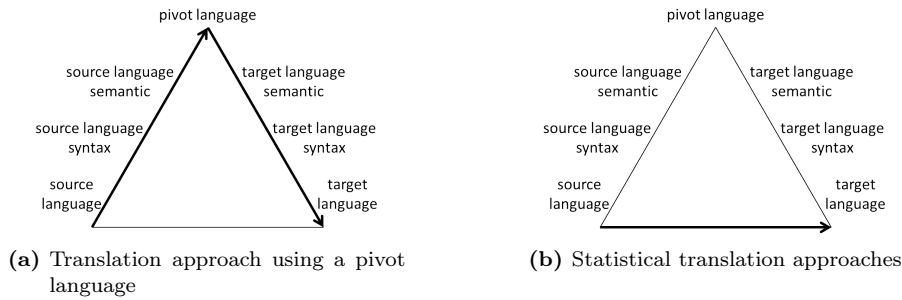 pivot language
source language
semantic
target language
semantic
source language
syntax
target language
syntax
source
language
target
language
(a) Translation approach using a pivot
language
pivot language
source language
semantic
target language
semantic
source language
syntax
target language
syntax
source
language
target
language
(b) Statistical translation approaches